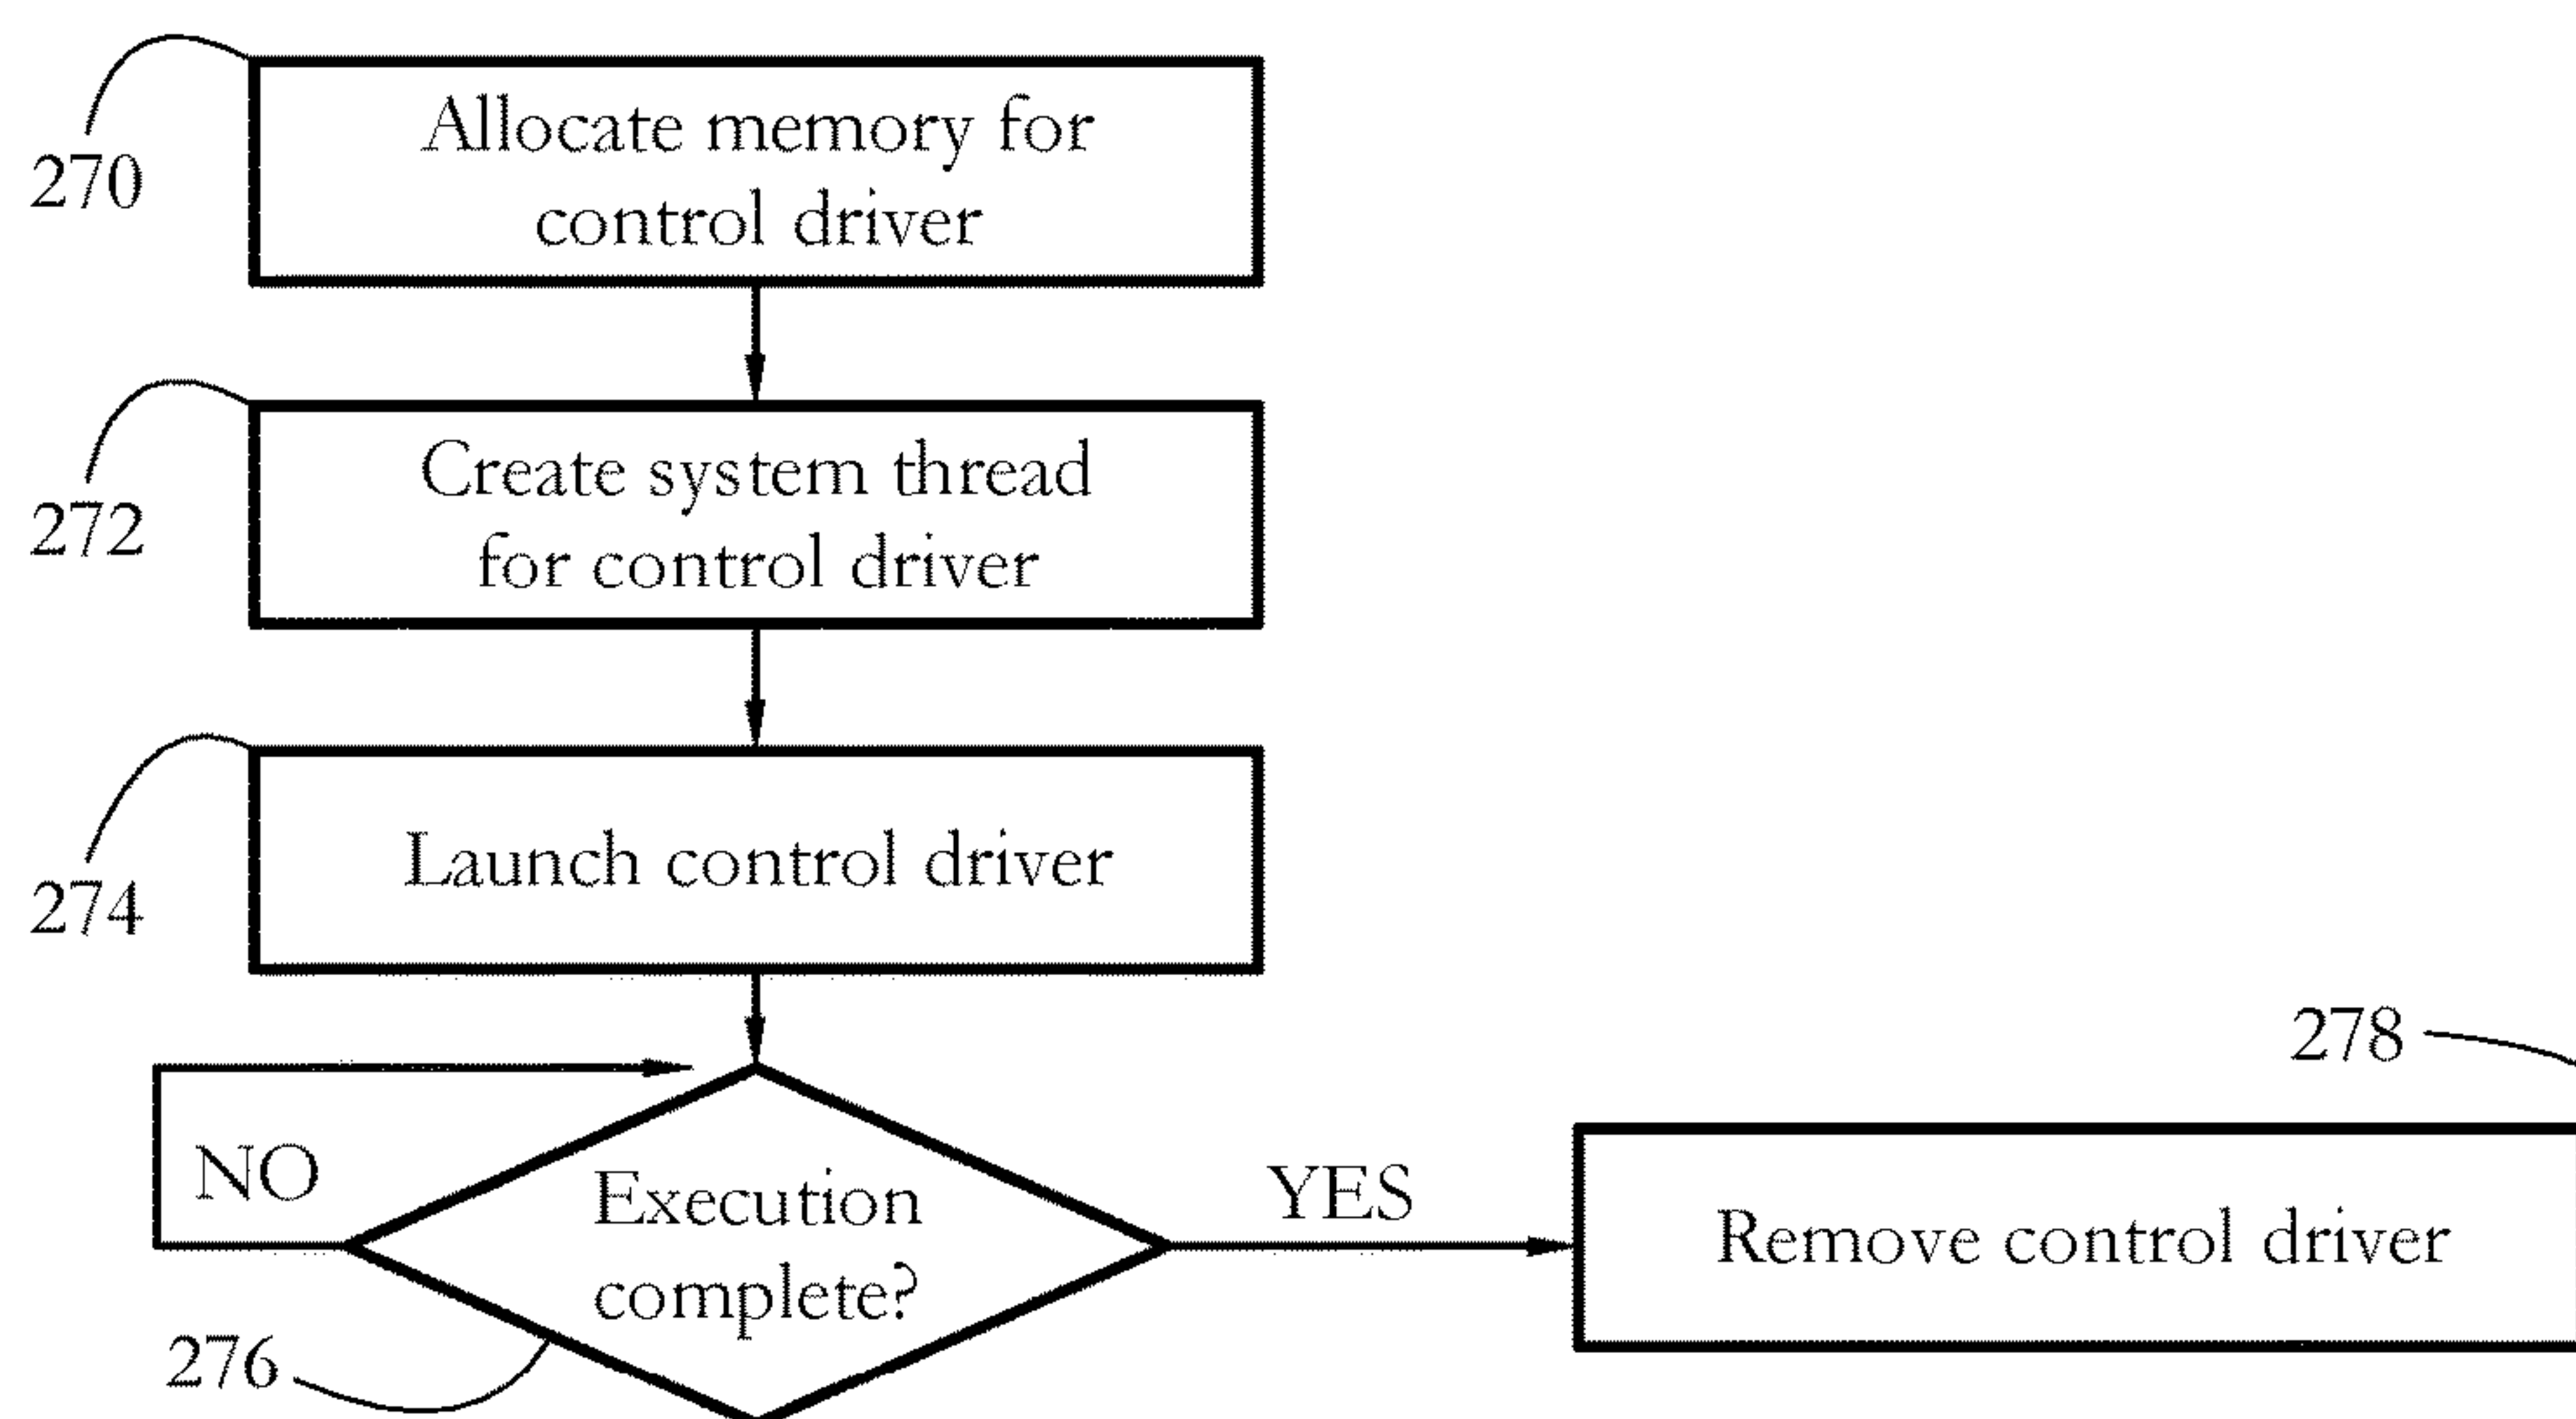 Allocate memory for
control driver
270
Create system thread
for control driver
272
Launch control driver
274
278
NO
Execution
complete?
YES
Remove control driver
276